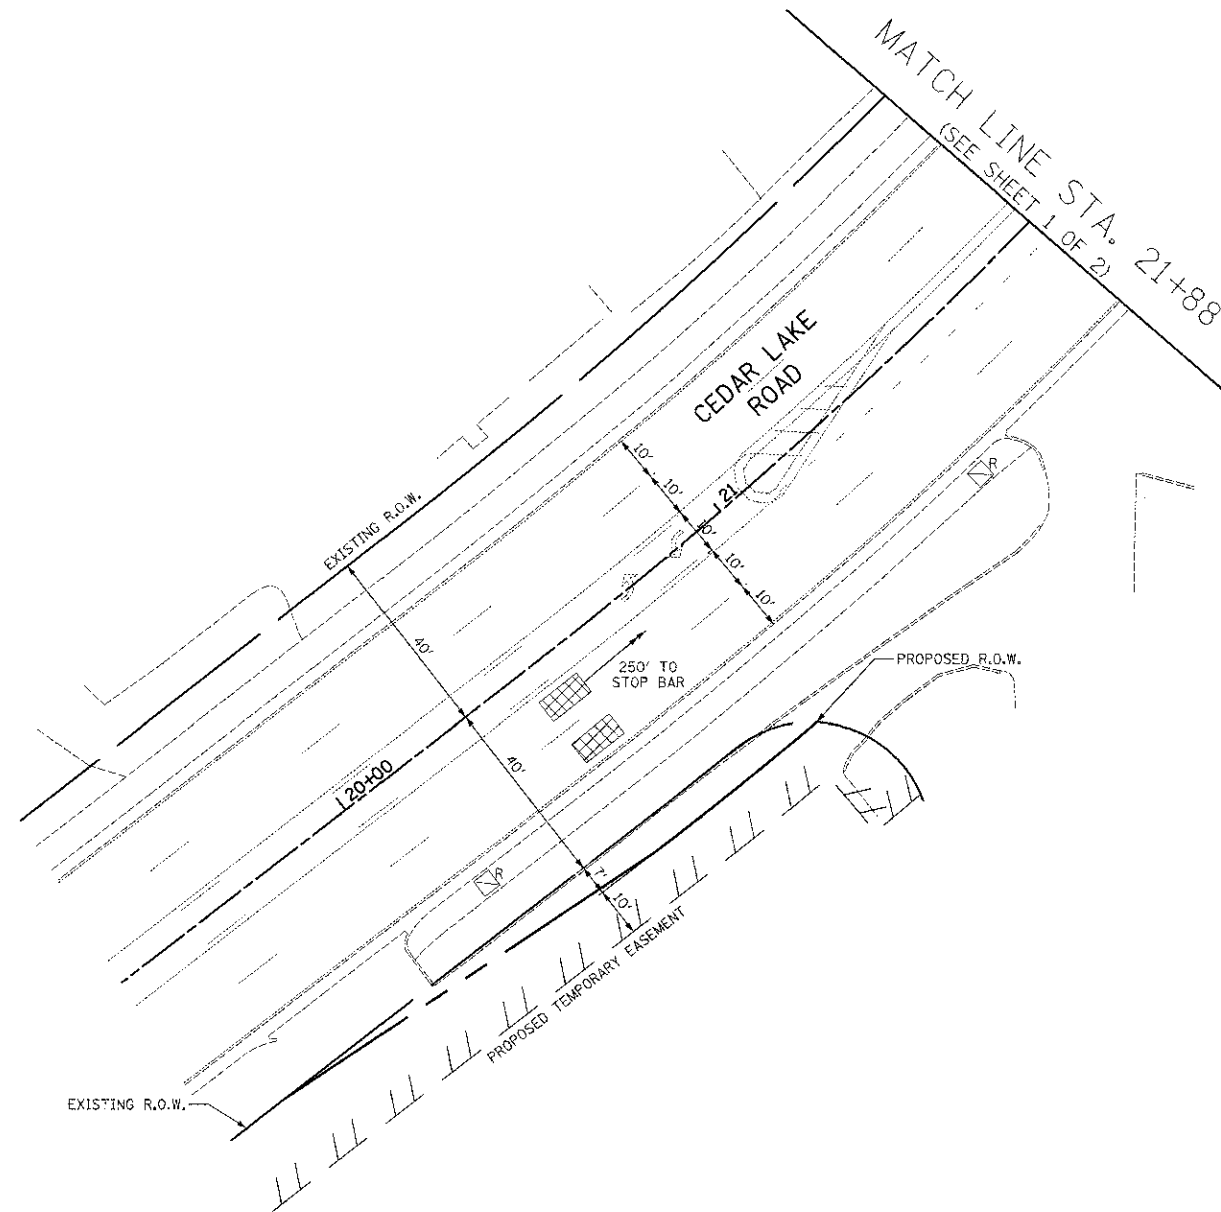 MATCH LINE STA. 21+88
(SEE SHEET 1 OF 2)
CEDAR LAKE
ROAD
10'
10'
21
10'
10'
10'
R
EXISTING R.O.W.
40'
250' TO
STOP BAR
PROPOSED R.O.W.
40'
20+00
R
7'
10'
PROPOSED TEMPORARY EASEMENT
EXISTING R.O.W.